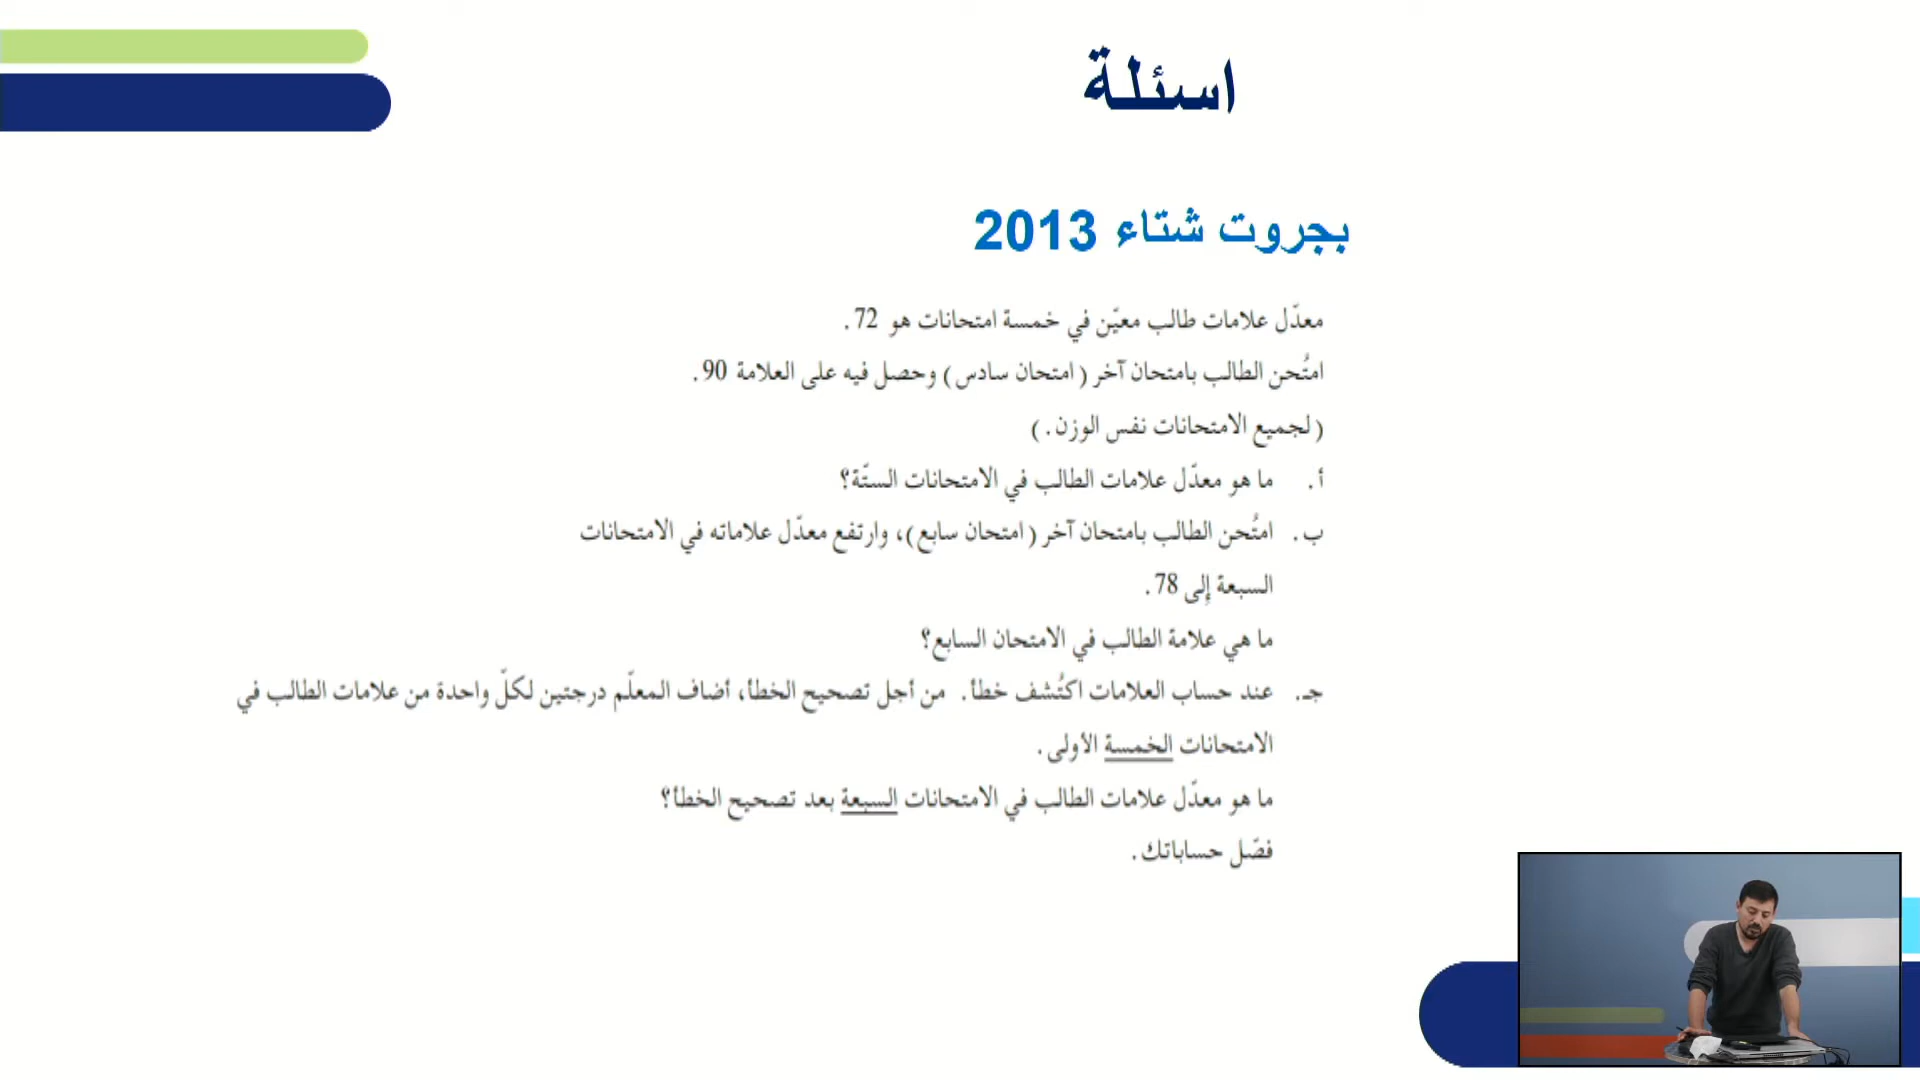 اسئلة
بجروت شتاء 2013
معدّل علامات طالب معيّن في خمسة امتحانات هو 72.
امتُحن الطالب بامتحان آخر (امتحان سادس) وحصل فيه على العلامة 90.
(لجميع الامتحانات نفس الوزن.)
أ. ما هو معدّل علامات الطالب في الامتحانات الستّة؟
ب. امتُحن الطالب بامتحان آخر (امتحان سابع)، وارتفع معدّل علاماته في الامتحانات
السبعة إلى 78.
ما هي علامة الطالب في الامتحان السابع؟
جـ. عند حساب العلامات اكتُشف خطأ. من أجل تصحيح الخطأ، أضاف المعلّم درجتين لكلّ واحدة من علامات الطالب في
الامتحانات الخمسة الأولى.
ما هو معدّل علامات الطالب في الامتحانات السبعة بعد تصحيح الخطأ؟
فصّل حساباتك.